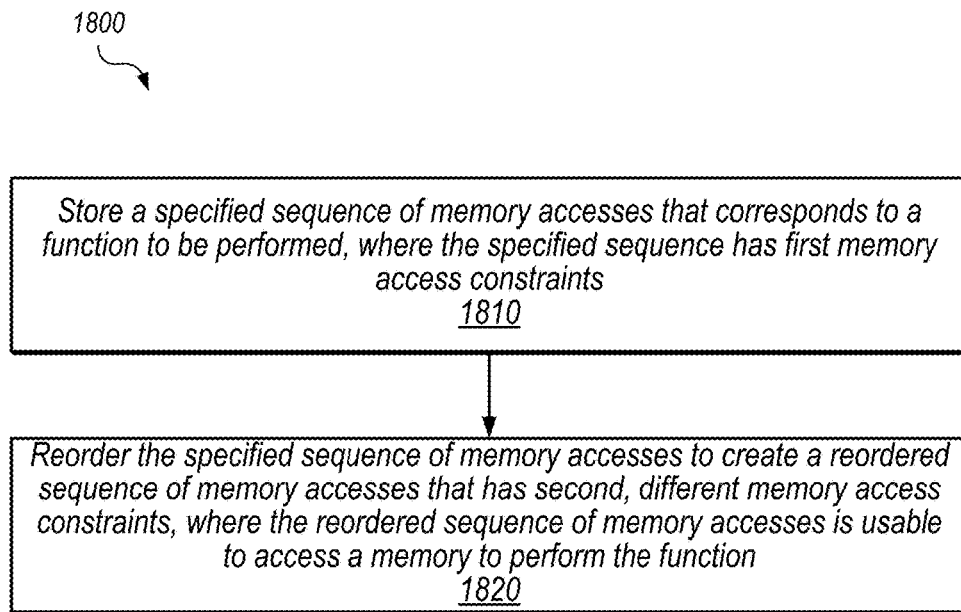 1800
Store a specified sequence of memory accesses that corresponds to a
function to be performed, where the specified sequence has first memory
access constraints
1810
Reorder the specified sequence of memory accesses to create a reordered
sequence of memory accesses that has second, different memory access
constraints, where the reordered sequence of memory accesses is usable
to access a memory to perform the function
1820